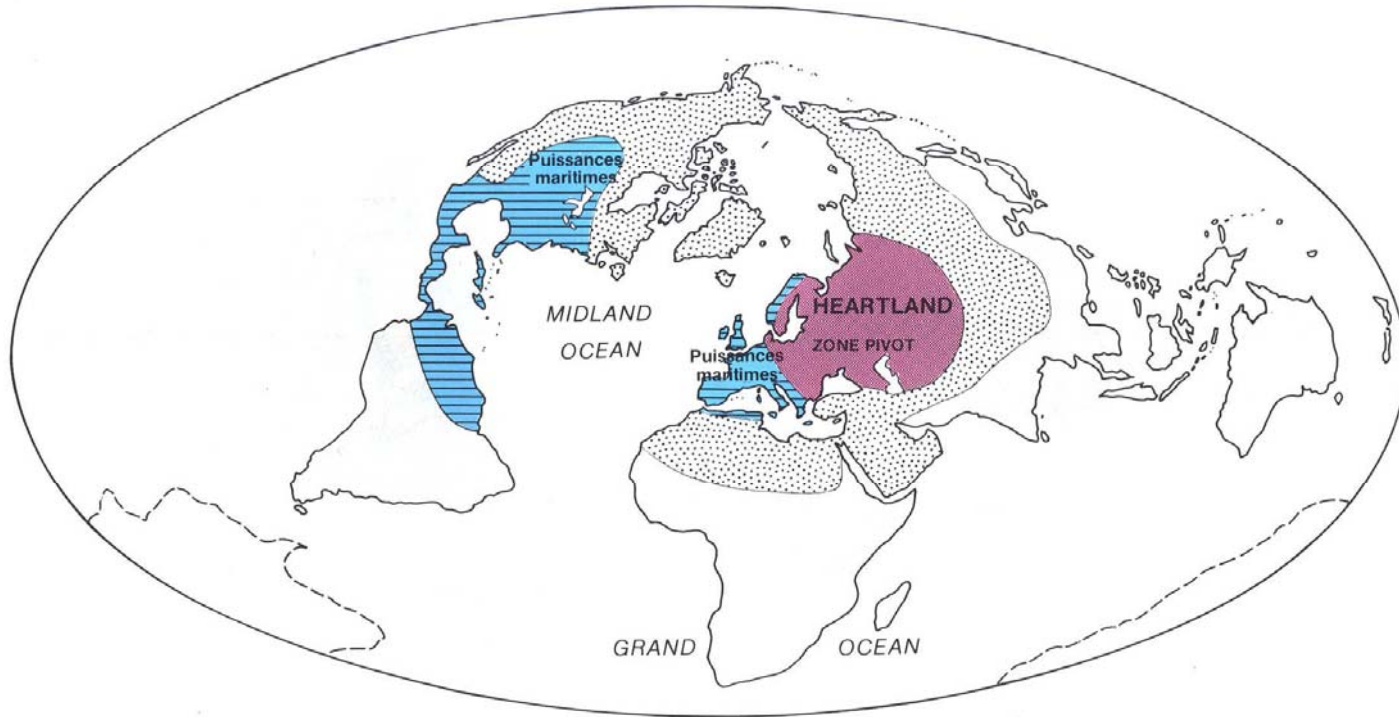 Puissances
maritimes
MIDLAND
OCEAN
HEARTLAND
ZONE PIVOT
Puissances
maritimes
GRAND OCEAN